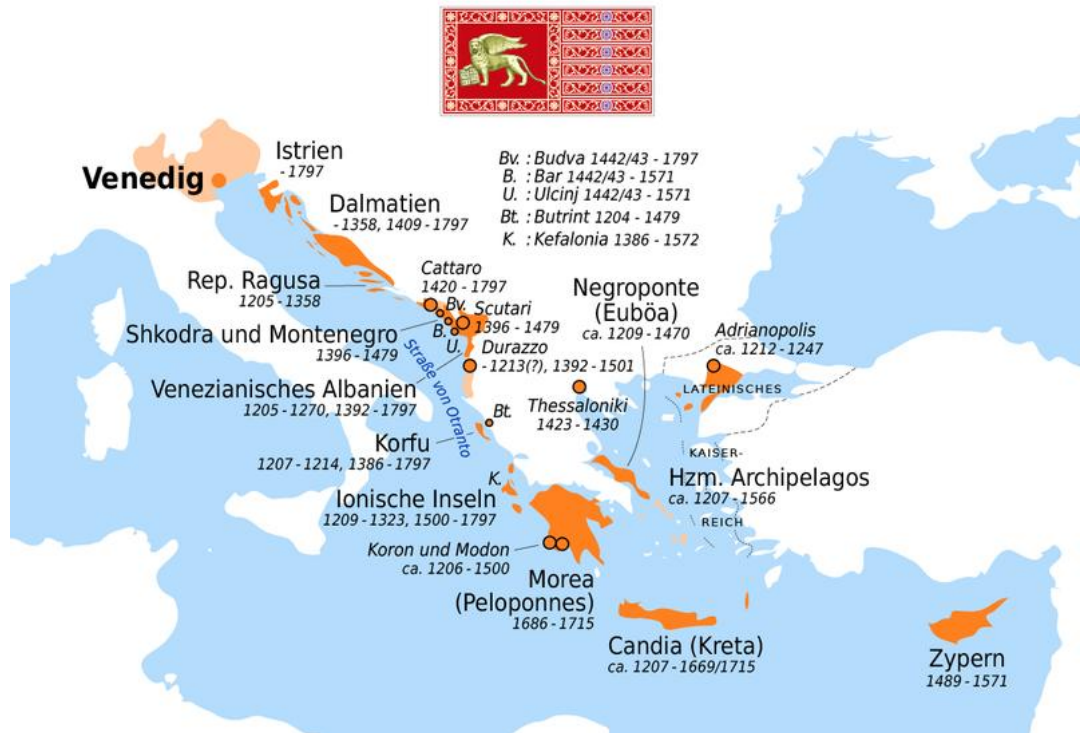 Venedig
Istrien
- 1797
Dalmatien
- 1358, 1409 - 1797
Bv. : Budva 1442/43 - 1797
B. : Bar 1442/43 - 1571
U. : Ulcinj 1442/43 - 1571
Bt. : Butrint 1204 - 1479
K. : Kefalonia 1386 - 1572
Rep. Ragusa
1205 - 1358
Cattaro
1420 - 1797
Bv.
Scutari
1396 - 1479
Shkodra und Montenegro
1396 - 1479
B.
U.
Durazzo
- 1213(?), 1392 - 1501
Negroponte
(Euböa)
ca. 1209 - 1470
Adrianopolis
ca. 1212 - 1247
LATEINISCHES
Venezianisches Albanien
1205 - 1270, 1392 - 1797
Straße von Otranto
Thessaloniki
1423 - 1430
Bt.
Korfu
1207 - 1214, 1386 - 1797
KAISER-
Hzm. Archipelagos
ca. 1207 - 1566
K.
Ionische Inseln
1209 - 1323, 1500 - 1797
REICH
Koron und Modon
ca. 1206 - 1500
Morea
(Peloponnes)
1686 - 1715
Candia (Kreta)
ca. 1207 - 1669/1715
Zypern
1489 - 1571